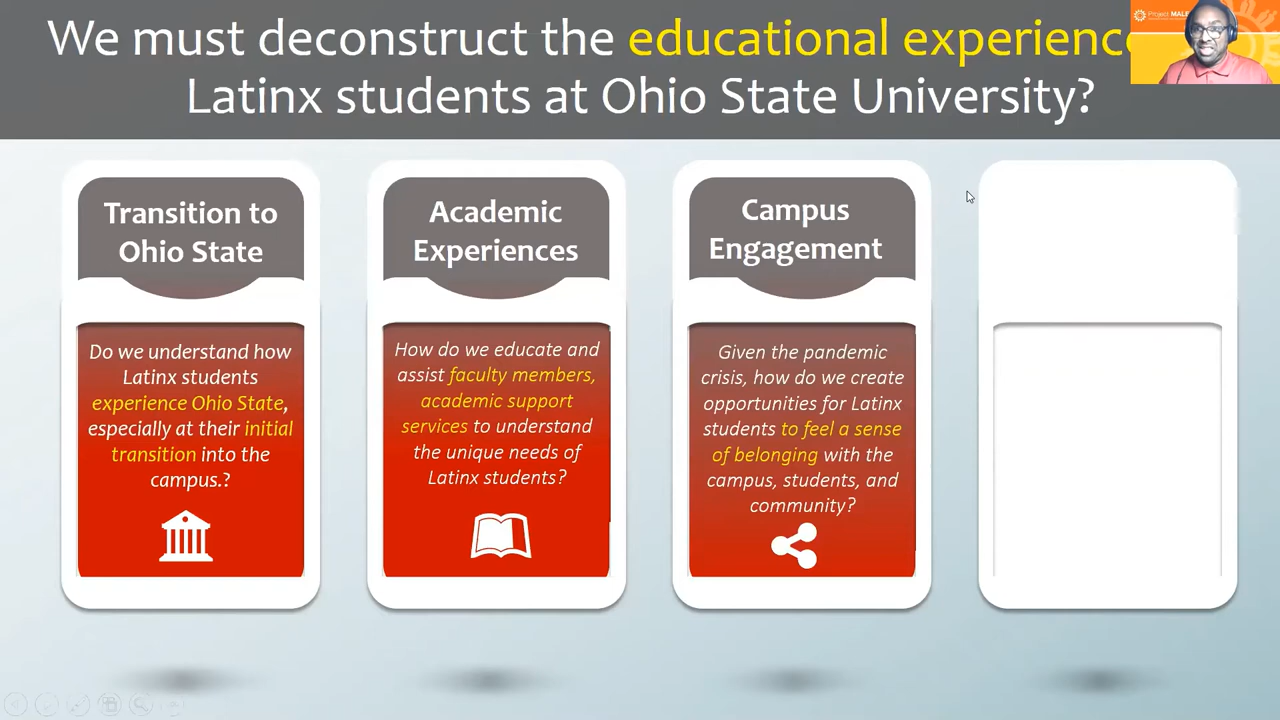 We must deconstruct the educational experienc
Latinx students at Ohio State University?
Project MALE
Transition to
Ohio State
Do we understand how
Latinx students
experience Ohio State,
especially at their initial
transition into the
campus.?
Academic
Experiences
How do we educate and
assist faculty members,
academic support
services to understand
the unique needs of
Latinx students?
Campus
Engagement
Given the pandemic
crisis, how do we create
opportunities for Latinx
students to feel a sense
of belonging with the
campus, students, and
community?